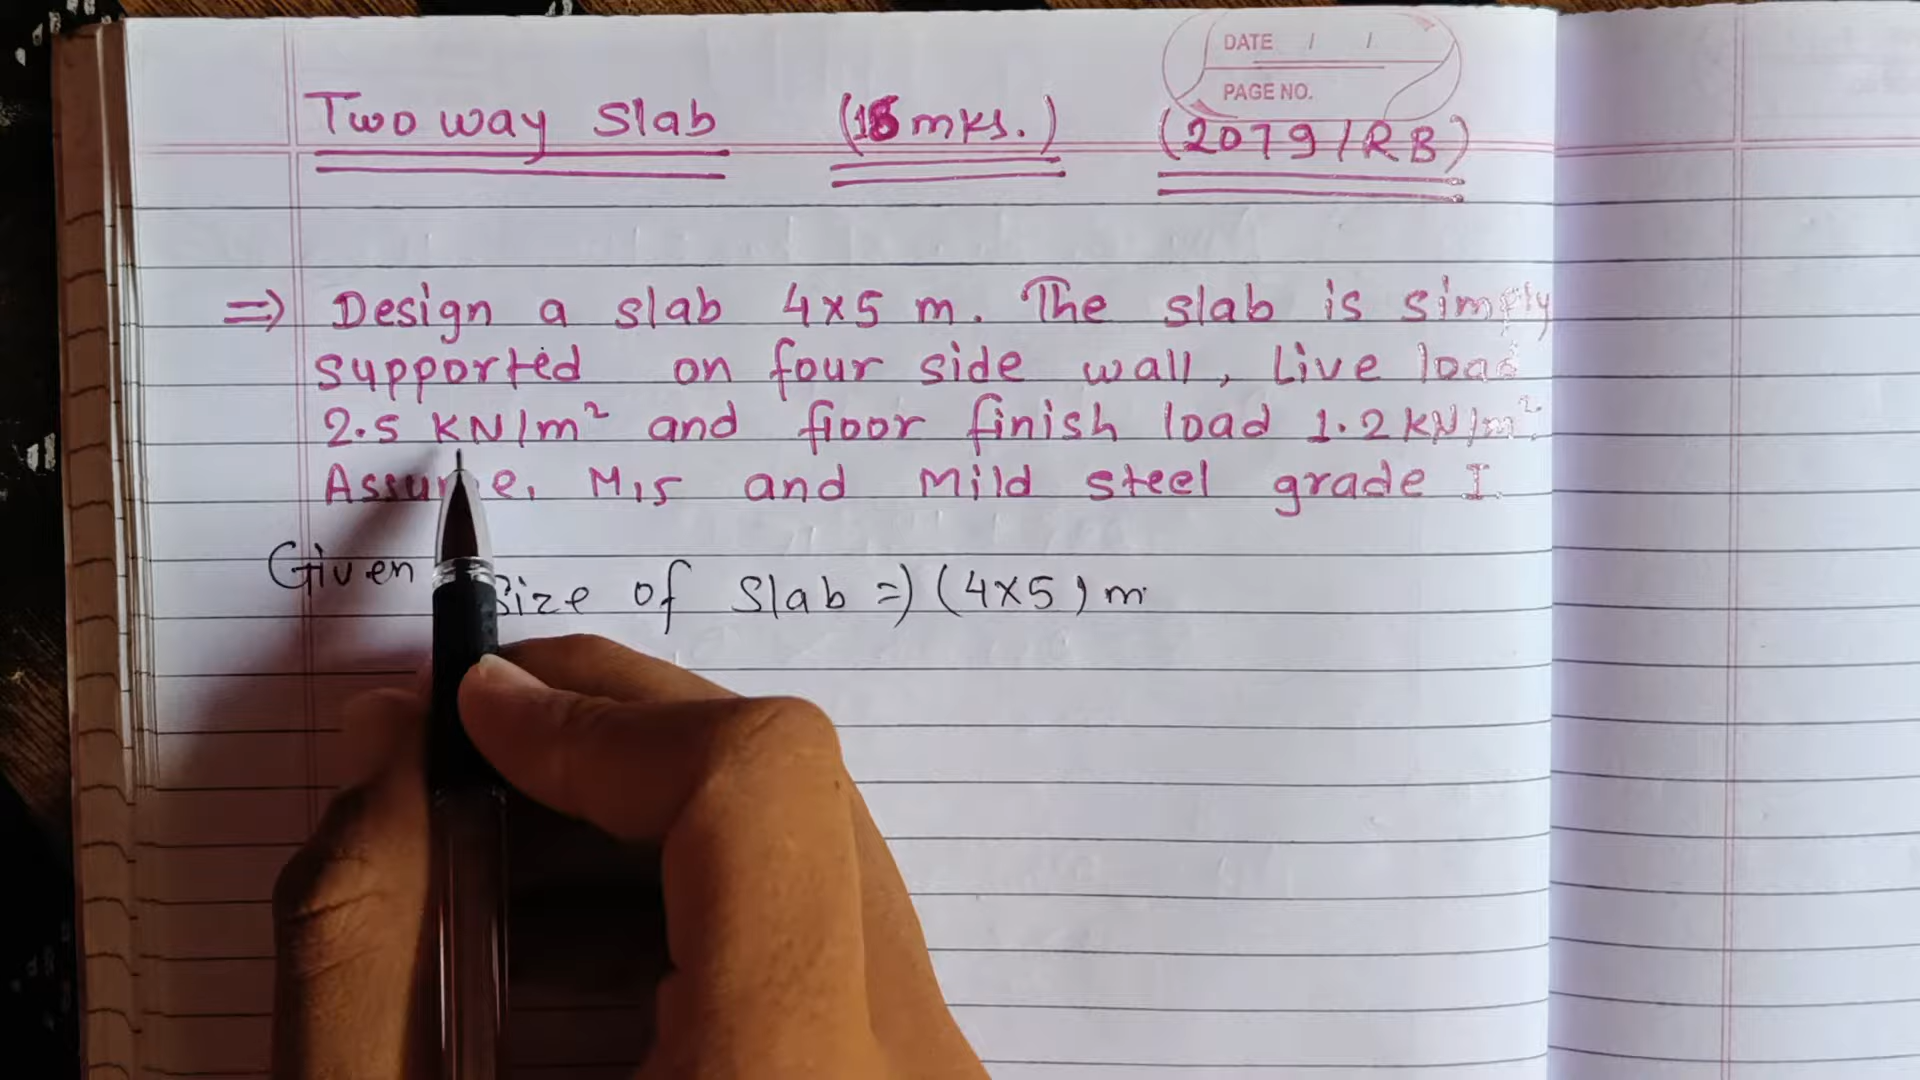 DATE / /
PAGE NO.
Two way Slab (15 mks.) (2079/RB)
=> Design a slab 4x5 m. The slab is simply
supported on four side wall, Live load
2.5 KN/m² and floor finish load 1.2 KN/m².
Assume, M15 and Mild steel grade I.
Given
Size of Slab => (4x5) m